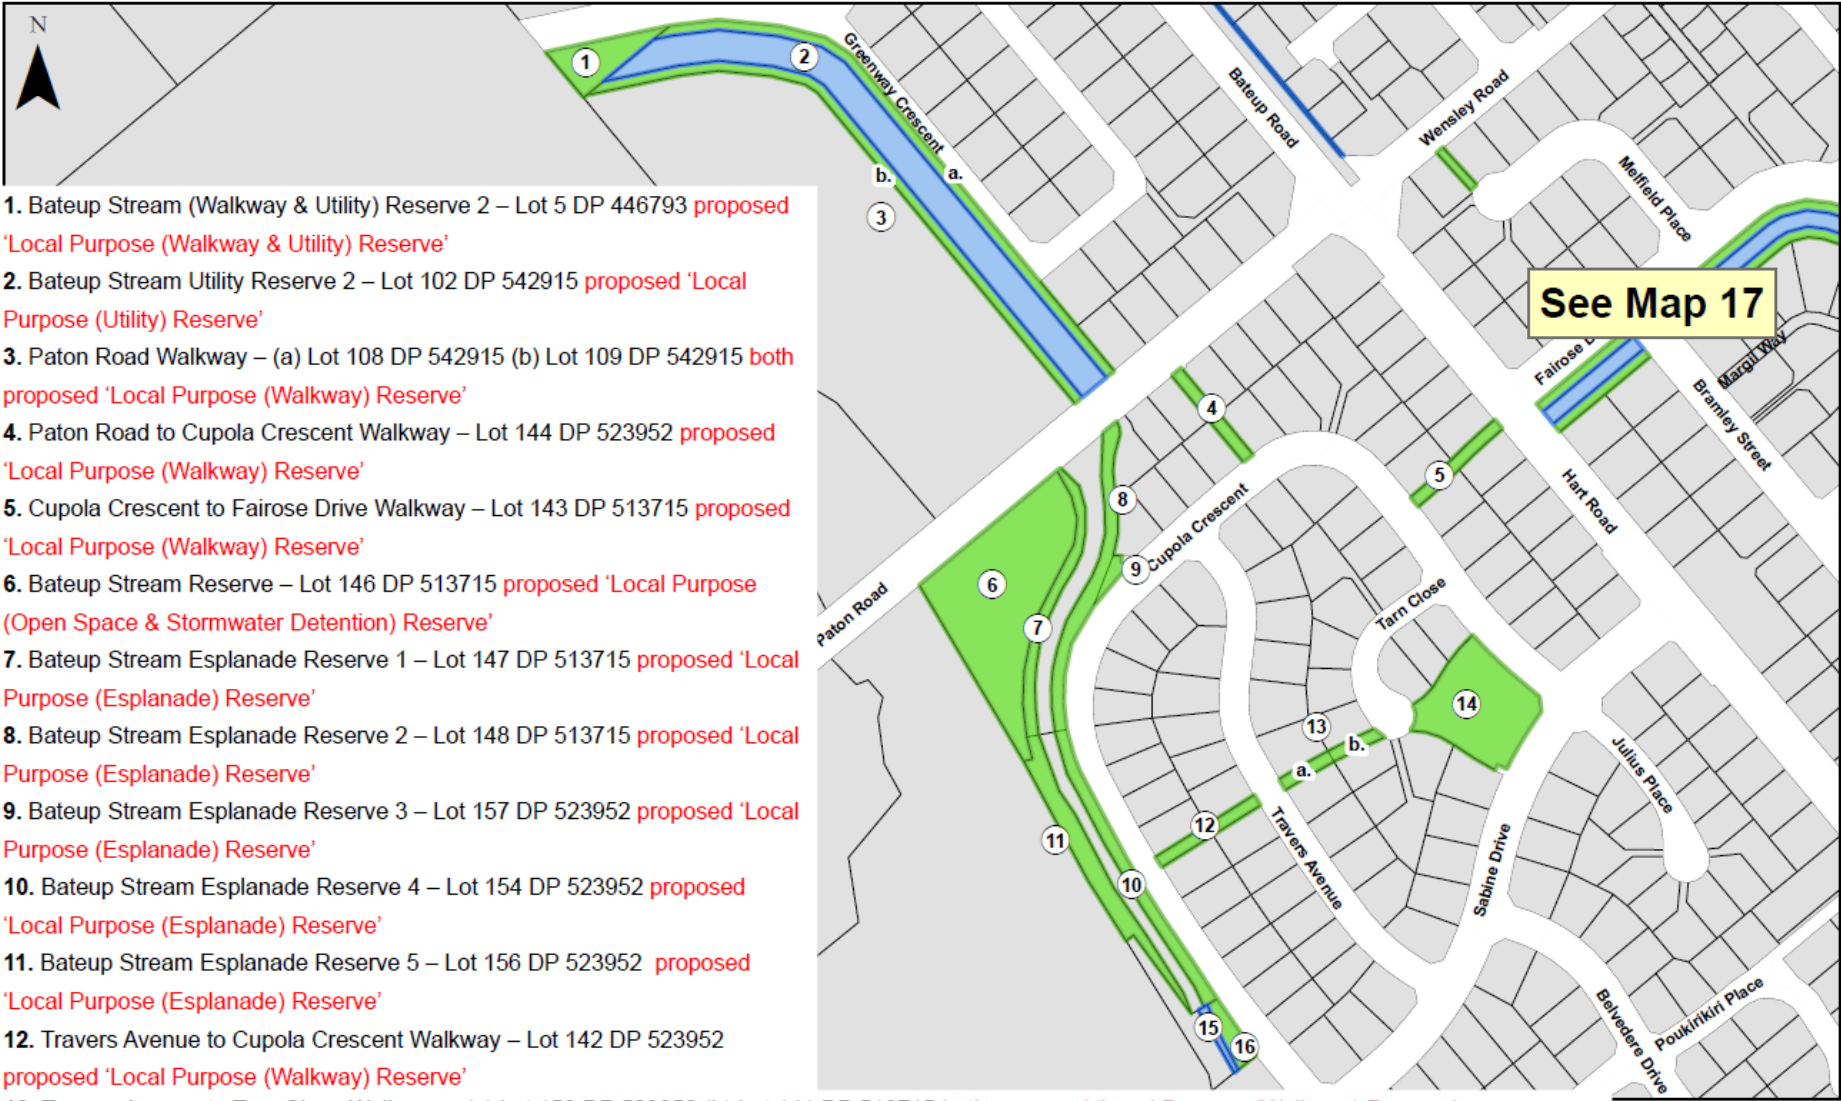 N
1. Bateup Stream (Walkway & Utility) Reserve 2 – Lot 5 DP 446793 proposed
‘Local Purpose (Walkway & Utility) Reserve’
2. Bateup Stream Utility Reserve 2 – Lot 102 DP 542915 proposed ‘Local
Purpose (Utility) Reserve’
3. Paton Road Walkway – (a) Lot 108 DP 542915 (b) Lot 109 DP 542915 both
proposed ‘Local Purpose (Walkway) Reserve’
4. Paton Road to Cupola Crescent Walkway – Lot 144 DP 523952 proposed
‘Local Purpose (Walkway) Reserve’
5. Cupola Crescent to Fairose Drive Walkway – Lot 143 DP 513715 proposed
‘Local Purpose (Walkway) Reserve’
6. Bateup Stream Reserve – Lot 146 DP 513715 proposed ‘Local Purpose
(Open Space & Stormwater Detention) Reserve’
7. Bateup Stream Esplanade Reserve 1 – Lot 147 DP 513715 proposed ‘Local
Purpose (Esplanade) Reserve’
8. Bateup Stream Esplanade Reserve 2 – Lot 148 DP 513715 proposed ‘Local
Purpose (Esplanade) Reserve’
9. Bateup Stream Esplanade Reserve 3 – Lot 157 DP 523952 proposed ‘Local
Purpose (Esplanade) Reserve’
10. Bateup Stream Esplanade Reserve 4 – Lot 154 DP 523952 proposed
‘Local Purpose (Esplanade) Reserve’
11. Bateup Stream Esplanade Reserve 5 – Lot 156 DP 523952 proposed
‘Local Purpose (Esplanade) Reserve’
12. Travers Avenue to Cupola Crescent Walkway – Lot 142 DP 523952
proposed ‘Local Purpose (Walkway) Reserve’
1
2
Greenway Crescent
a.
b.
3
Bateup Road
Wensley Road
Melfield Place
See Map 17
Fairose
Margil Way
Bramley Street
Hart Road
4
5
8
Cupola Crescent
9
6
7
Paton Road
Tarn Close
14
13
b.
a.
12
11
10
Travers Avenue
Sabine Drive
Julius Place
Belvedere Drive
Poukirikiri Place
15
16